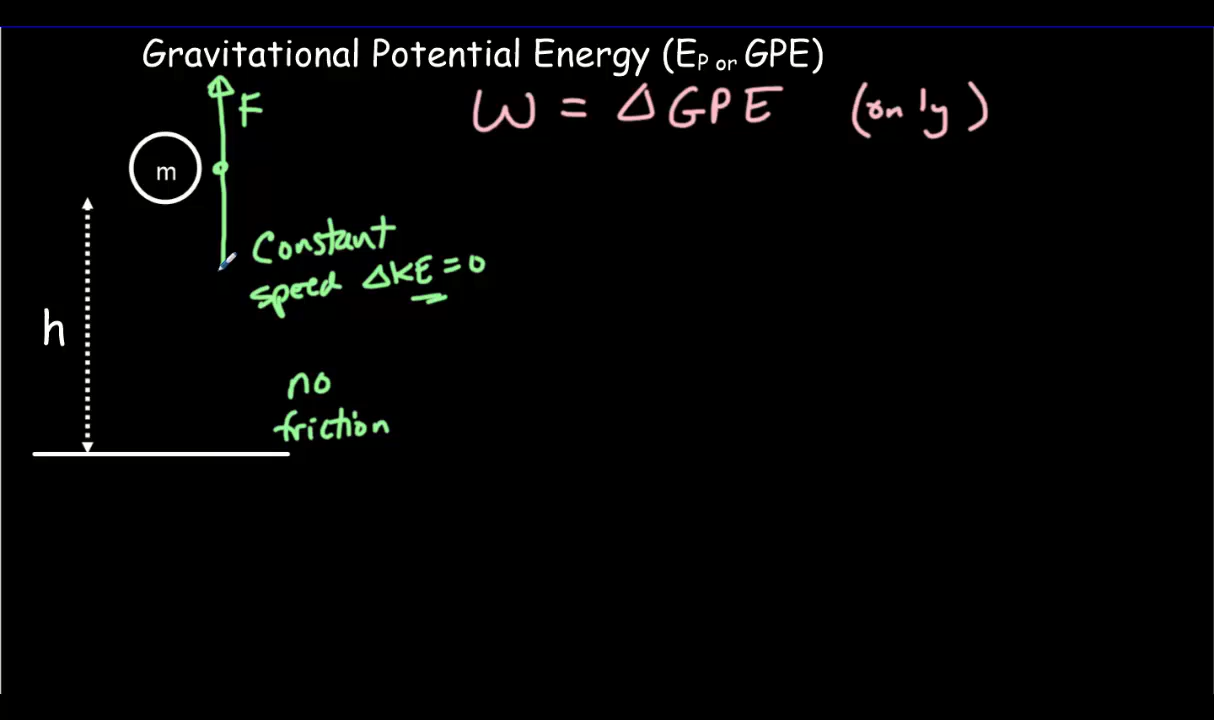 Gravitational Potential Energy (EP or GPE)
W = ΔGPE (only)
F
m
Constant
speed ΔKE = 0
h
no
friction